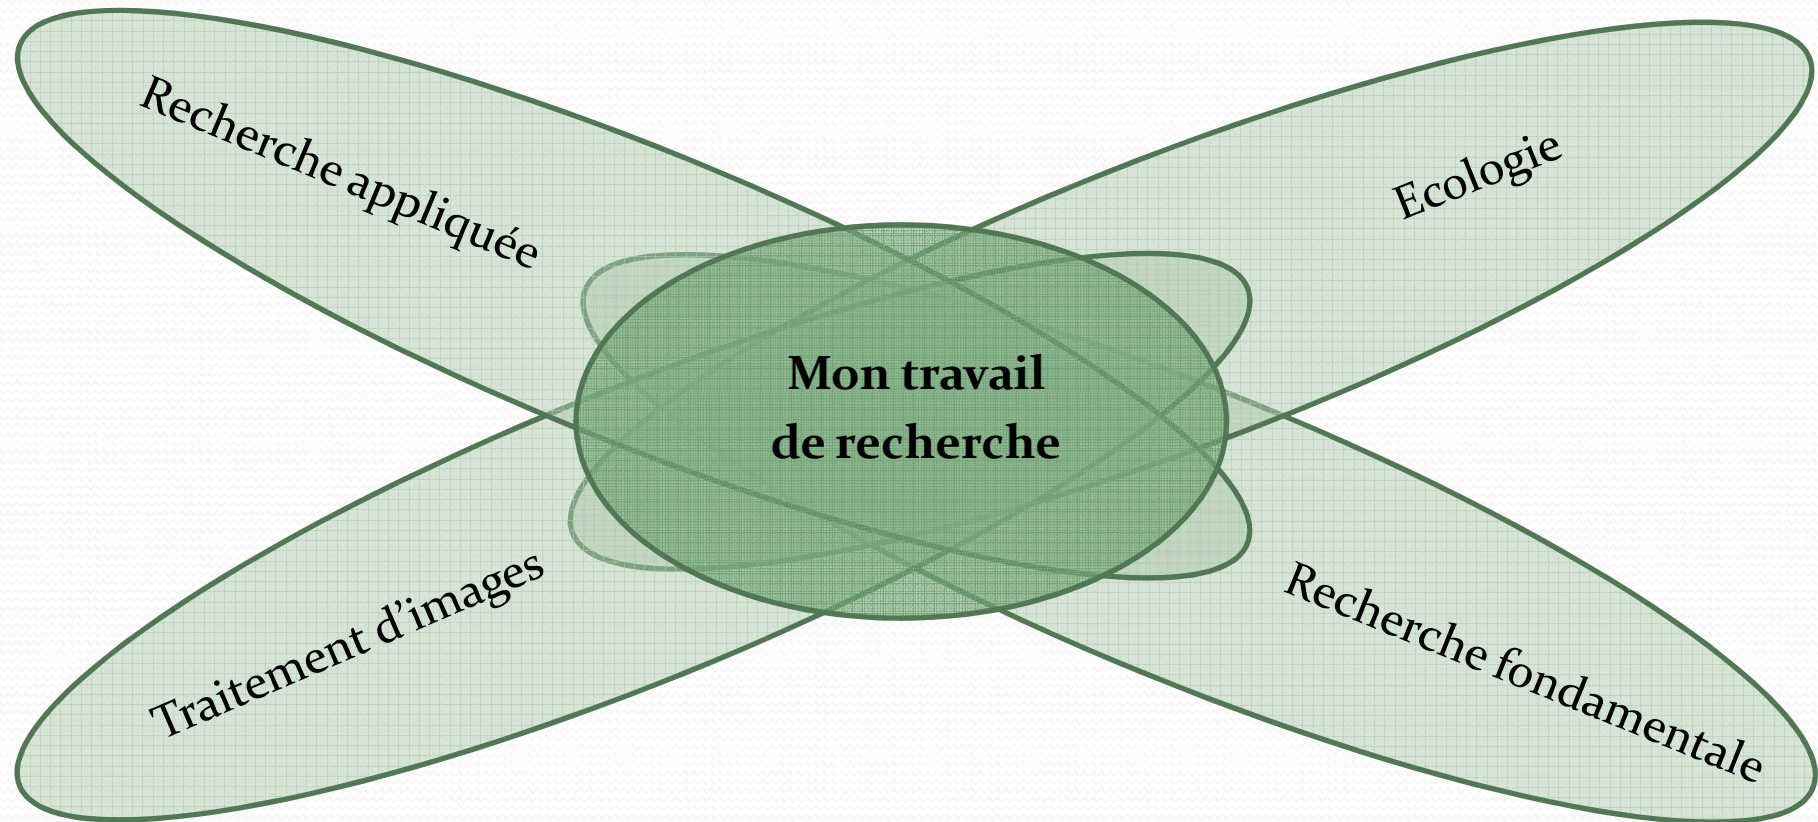 Recherche appliquée
Ecologie
Mon travail
de recherche
Traitement d’images
Recherche fondamentale